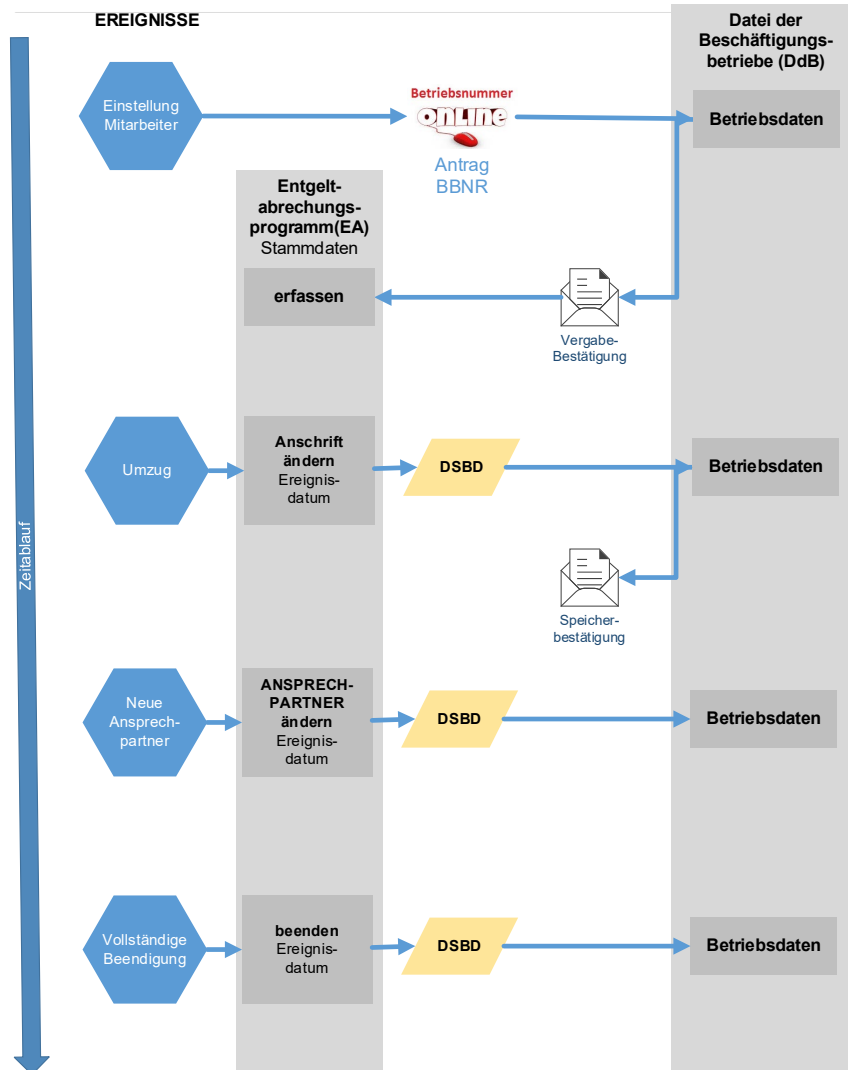 EREIGNISSE
Datei der
Beschäftigungs-
betriebe (DdB)
Einstellung
Mitarbeiter
Betriebsnummer
ONLINE
Antrag
BBNR
Betriebsdaten
Entgelt-
abrechungs-
programm(EA)
Stammdaten
erfassen
Vergabe-
Bestätigung
Zeitablauf
Umzug
Anschrift
ändern
Ereignis-
datum
DSBD
Betriebsdaten
Speicher-
bestätigung
Neue
Ansprech-
partner
ANSPRECH-
PARTNER
ändern
Ereignis-
datum
DSBD
Betriebsdaten
Vollständige
Beendigung
beenden
Ereignis-
datum
DSBD
Betriebsdaten